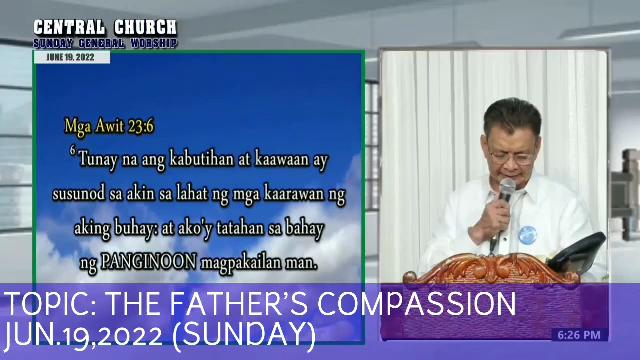 CENTRAL CHURCH
SUNDAY GENERAL WORSHIP
JUNE 19, 2022
Mga Awit 23:6
6 Tunay na ang kabutihan at kaawaan ay
susunod sa akin sa lahat ng mga kaarawan ng
aking buhay: at ako'y tatahan sa bahay
ng PANGINOON magpakailan man.
TOPIC: THE FATHER’S COMPASSION
JUN.19,2022 (SUNDAY)
6:26 PM